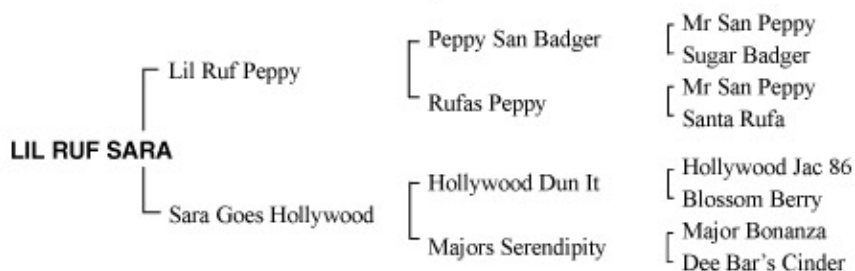 Mr San Peppy
Peppy San Badger
Sugar Badger
Lil Ruf Peppy
Mr San Peppy
Rufas Peppy
Santa Rufa
LIL RUF SARA
Hollywood Jac 86
Hollywood Dun It
Blossom Berry
Sara Goes Hollywood
Major Bonanza
Majors Serendipity
Dee Bar's Cinder